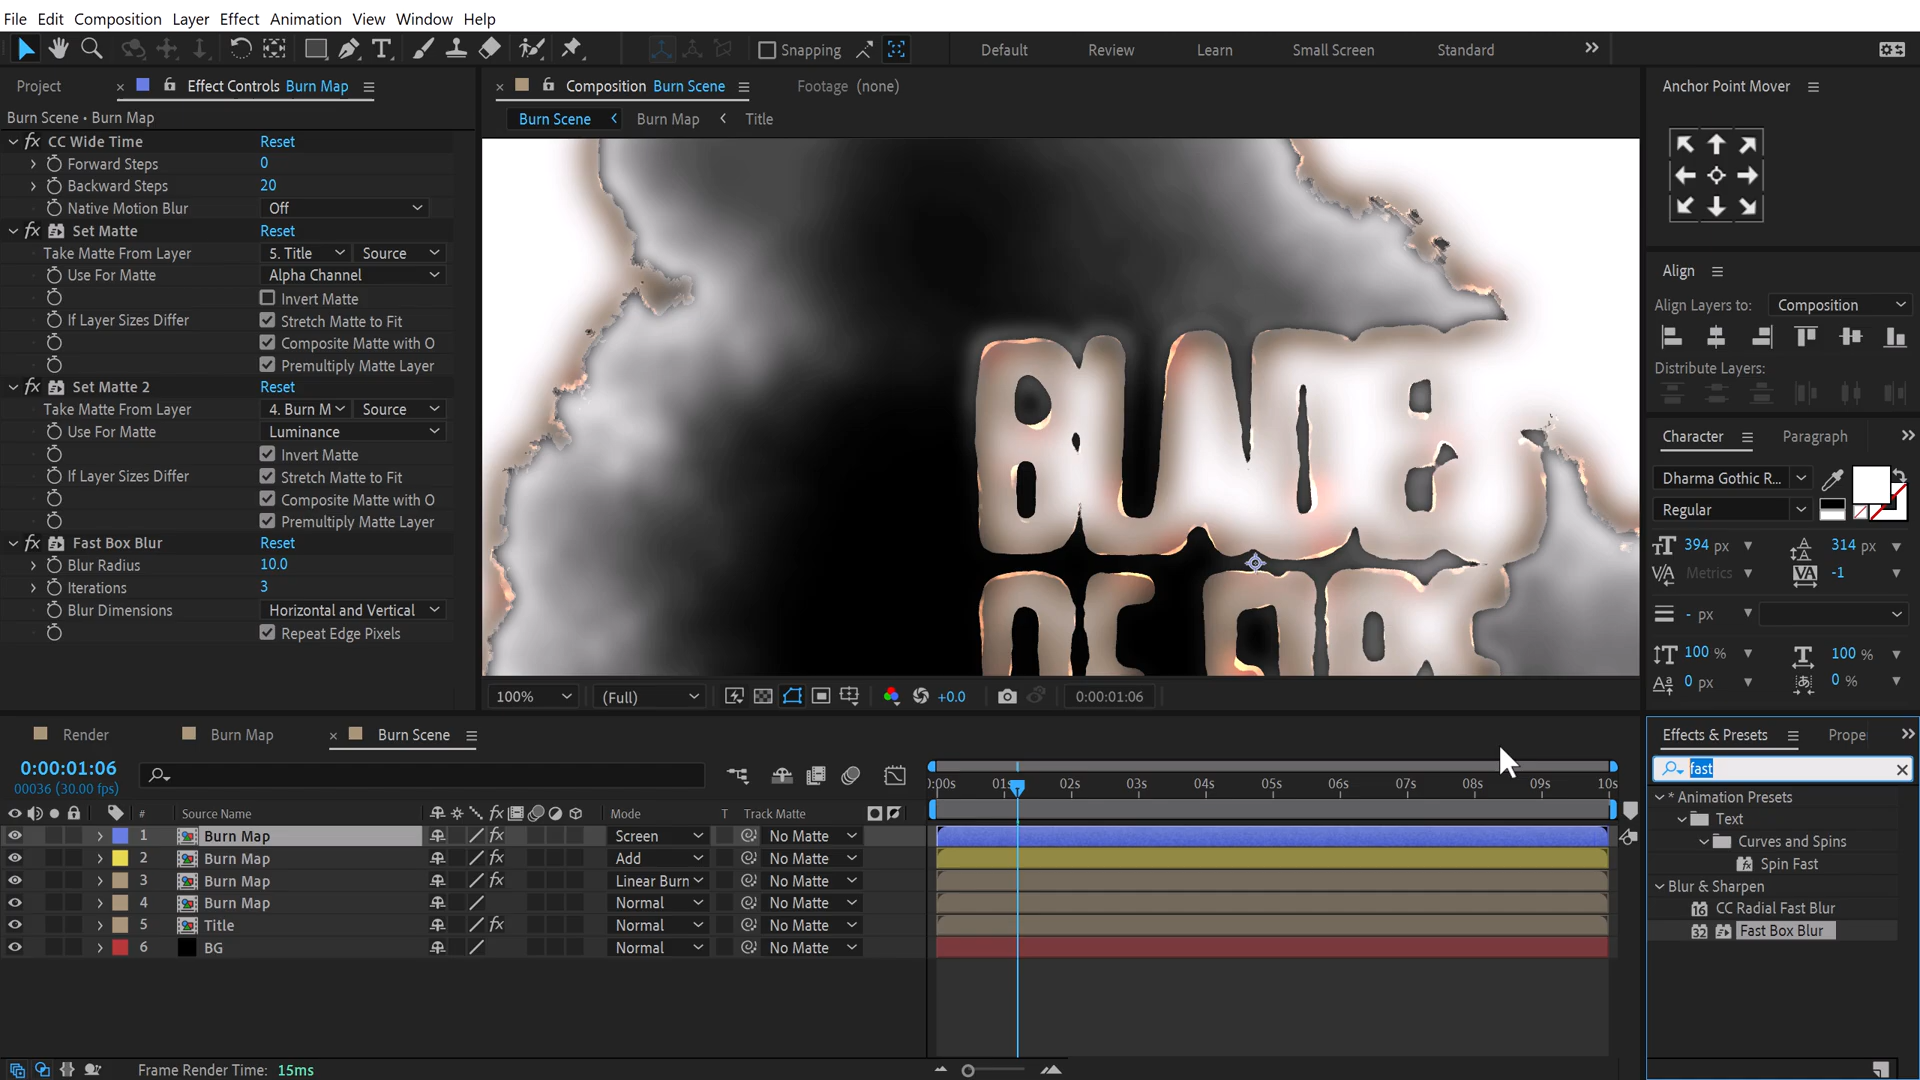 File Edit Composition Layer Effect Animation View Window Help
Snapping
Default Review Learn Small Screen Standard
Project Effect Controls Burn Map
Burn Scene • Burn Map
fx CC Wide Time Reset
Forward Steps 0
Backward Steps 20
Native Motion Blur Off
fx Set Matte Reset
Take Matte From Layer 5. Title Source
Use For Matte Alpha Channel
Invert Matte
If Layer Sizes Differ Stretch Matte to Fit
Composite Matte with O
Premultiply Matte Layer
fx Set Matte 2 Reset
Take Matte From Layer 4. Burn M Source
Use For Matte Luminance
Invert Matte
If Layer Sizes Differ Stretch Matte to Fit
Composite Matte with O
Premultiply Matte Layer
fx Fast Box Blur Reset
Blur Radius 10.0
Iterations 3
Blur Dimensions Horizontal and Vertical
Repeat Edge Pixels
Composition Burn Scene Footage (none)
Burn Scene Burn Map Title
100% (Full) +0.0 0:00:01:06
Anchor Point Mover
Align
Align Layers to: Composition
Distribute Layers:
Character Paragraph
Dharma Gothic R...
Regular
394 px 314 px
Metrics -1
- px
100 % 100 %
0 px 0 %
Render Burn Map Burn Scene
0:00:01:06
00036 (30.00 fps)
:00s 01s 02s 03s 04s 05s 06s 07s 08s 09s 10s
# Source Name fx Mode T Track Matte
1 Burn Map fx Screen No Matte
2 Burn Map fx Add No Matte
3 Burn Map fx Linear Burn No Matte
4 Burn Map Normal No Matte
5 Title fx Normal No Matte
6 BG Normal No Matte
Frame Render Time: 15ms
Effects & Presets Prope
fast
* Animation Presets
Text
Curves and Spins
Spin Fast
Blur & Sharpen
16 CC Radial Fast Blur
32 Fast Box Blur